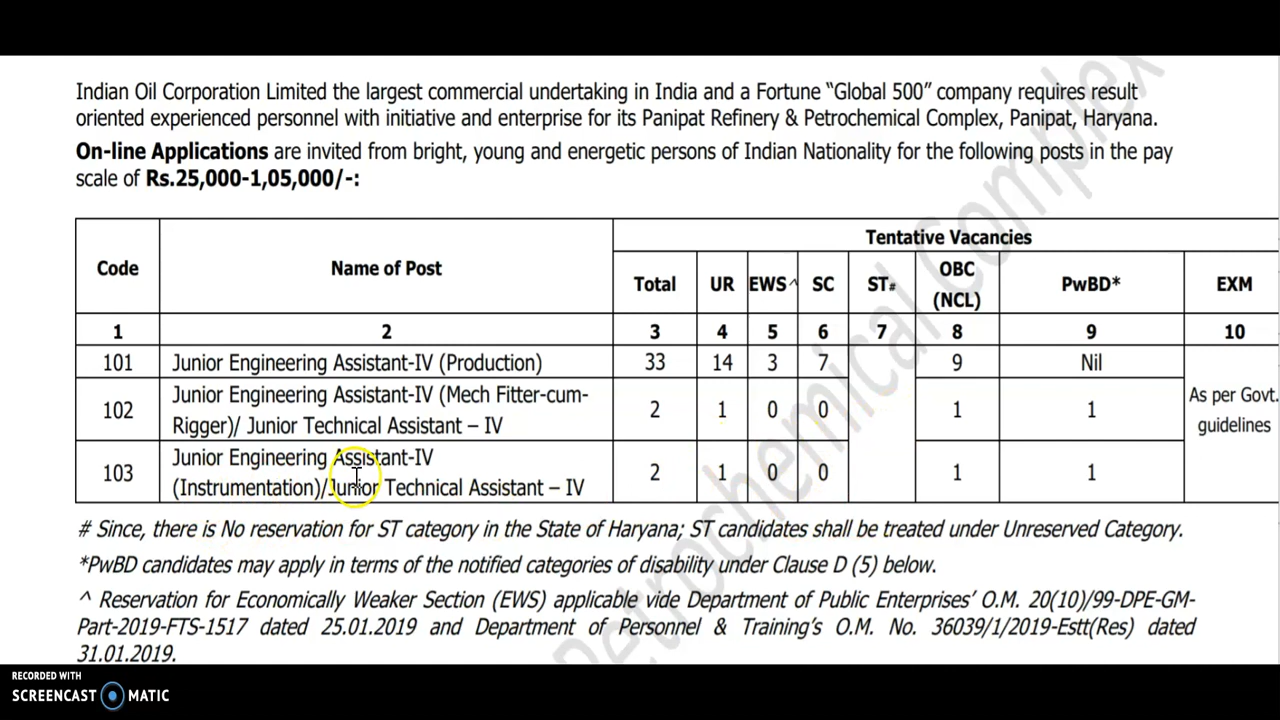 Indian Oil Corporation Limited the largest commercial undertaking in India and a Fortune “Global 500” company requires result
oriented experienced personnel with initiative and enterprise for its Panipat Refinery & Petrochemical Complex, Panipat, Haryana.
On-line Applications are invited from bright, young and energetic persons of Indian Nationality for the following posts in the pay
scale of Rs.25,000-1,05,000/-:
Code Name of Post Tentative Vacancies
Total UR EWS^ SC ST# OBC (NCL) PwBD* EXM
1 2 3 4 5 6 7 8 9 10
101 Junior Engineering Assistant-IV (Production) 33 14 3 7 9 Nil As per Govt. guidelines
102 Junior Engineering Assistant-IV (Mech Fitter-cum-
Rigger)/ Junior Technical Assistant – IV 2 1 0 0 1 1
103 Junior Engineering Assistant-IV
(Instrumentation)/Junior Technical Assistant – IV 2 1 0 0 1 1
# Since, there is No reservation for ST category in the State of Haryana; ST candidates shall be treated under Unreserved Category.
*PwBD candidates may apply in terms of the notified categories of disability under Clause D (5) below.
^ Reservation for Economically Weaker Section (EWS) applicable vide Department of Public Enterprises’ O.M. 20(10)/99-DPE-GM-
Part-2019-FTS-1517 dated 25.01.2019 and Department of Personnel & Training’s O.M. No. 36039/1/2019-Estt(Res) dated
31.01.2019.
Petrochemical Complex
RECORDED WITH
SCREENCAST MATIC